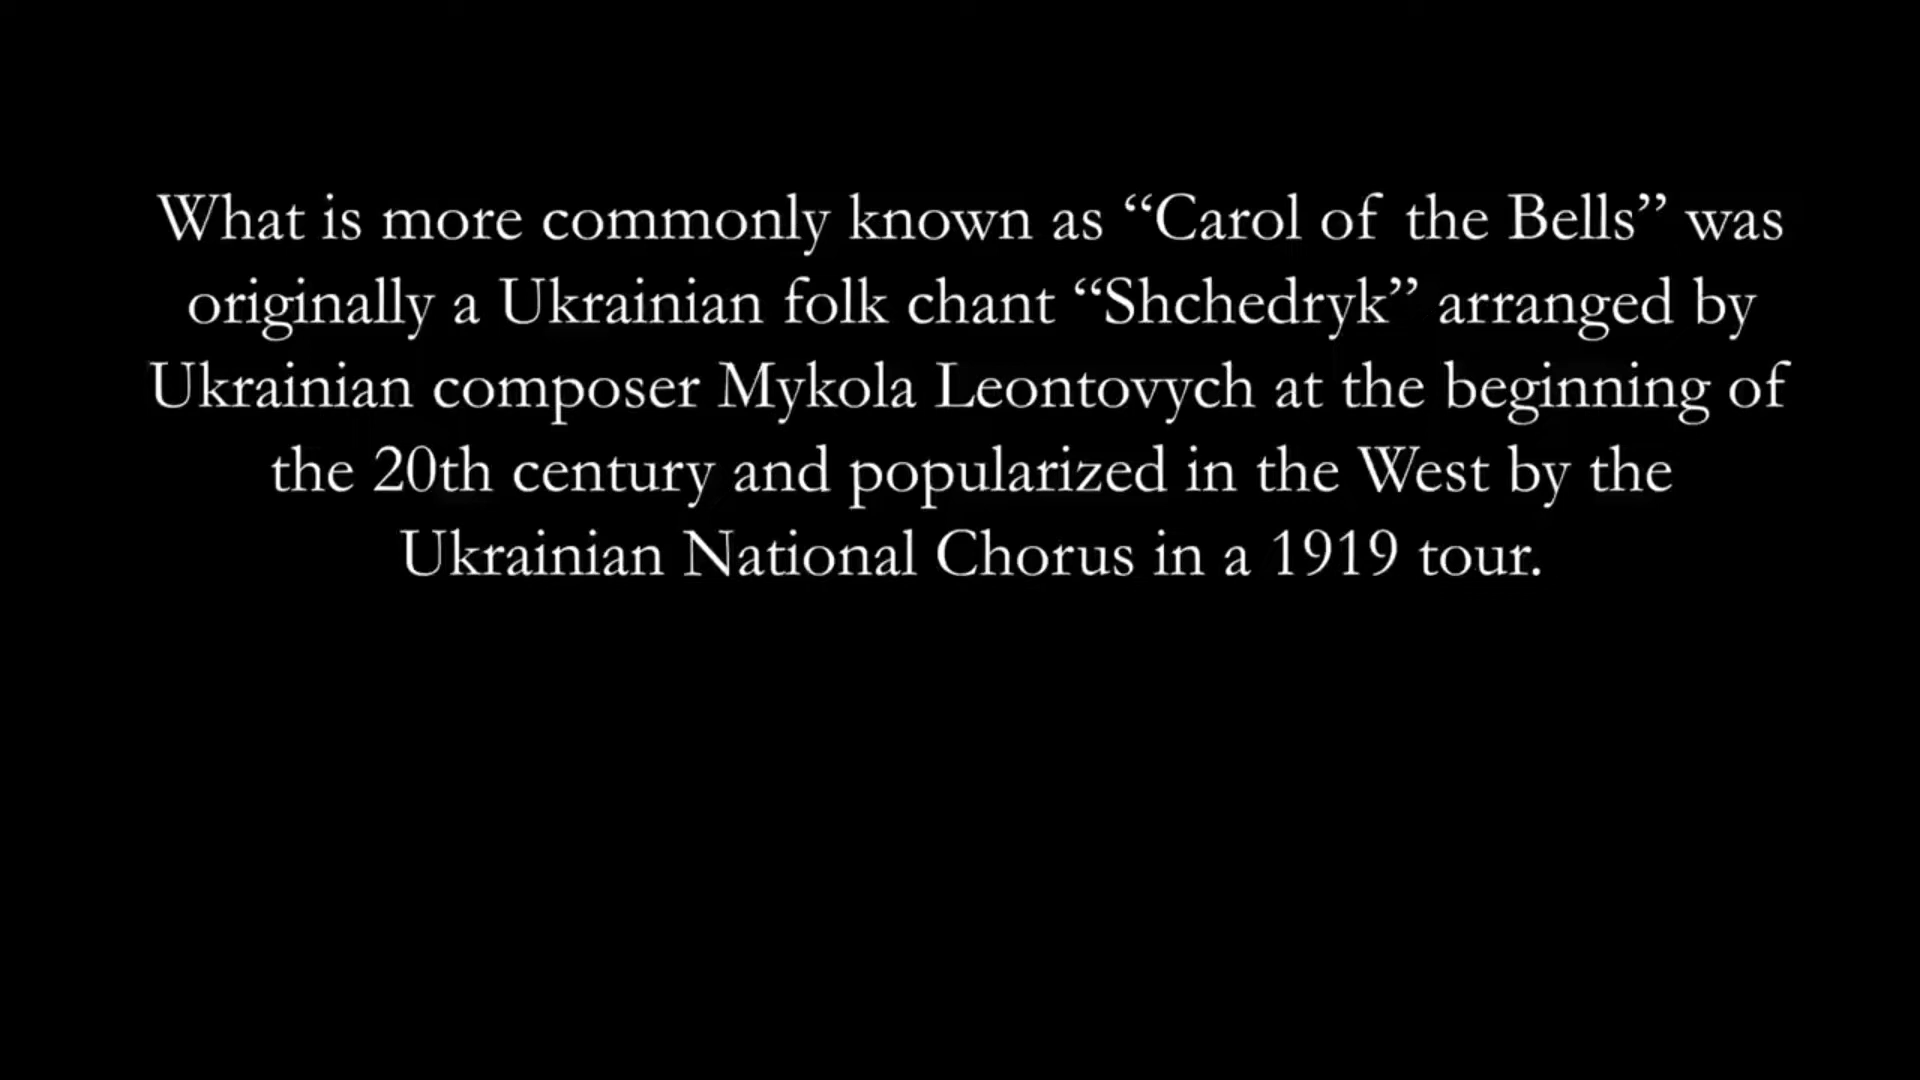 What is more commonly known as “Carol of the Bells” was
originally a Ukrainian folk chant “Shchedryk” arranged by
Ukrainian composer Mykola Leontovych at the beginning of
the 20th century and popularized in the West by the
Ukrainian National Chorus in a 1919 tour.